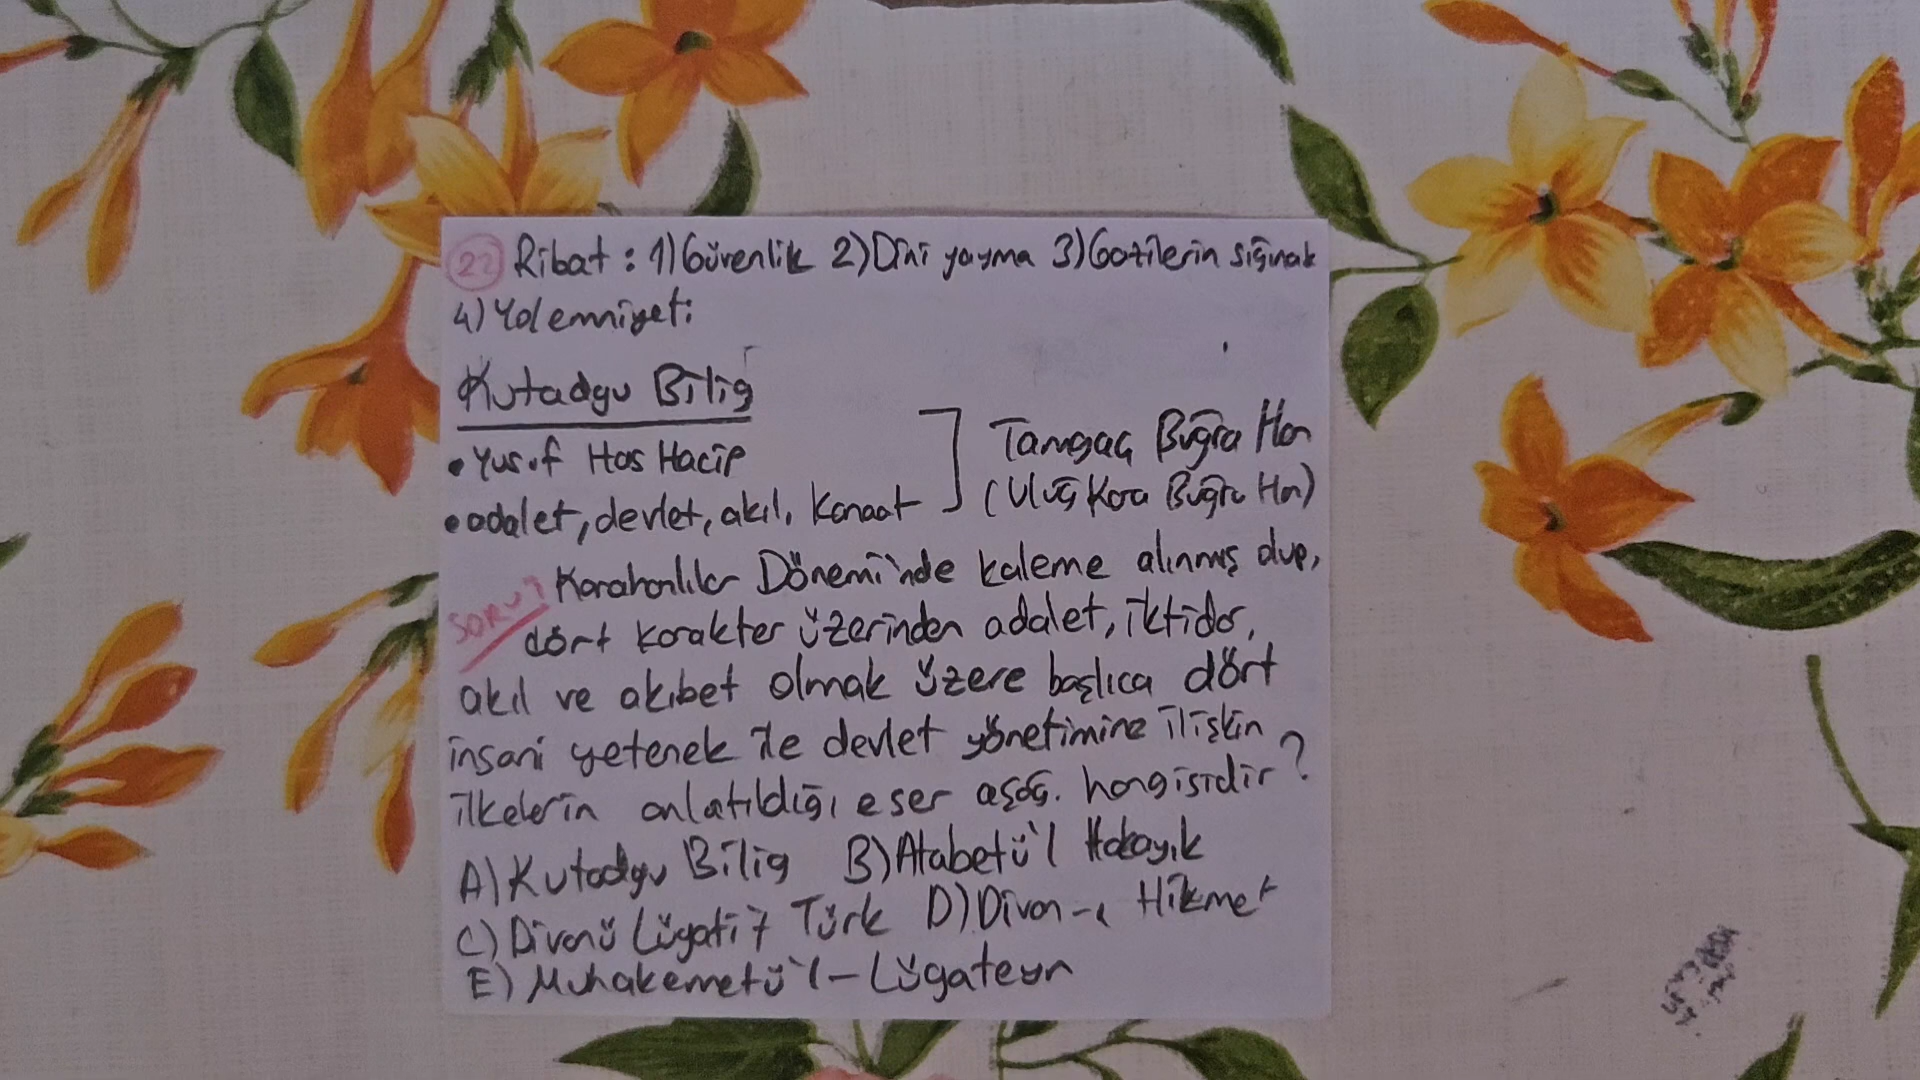 22 Ribat : 1) Güvenlik 2) Dini yayma 3) Gazilerin sığınak
4) Yol emniyeti
Kutadgu Bilig
• Yusuf Has Hacip
• adalet, devlet, akıl, kanaat
Tamgaç Buğra Han
(Uluğ Kara Buğra Han)
SORU: Karahanlılar Dönemi'nde kaleme alınmış olup,
dört karakter üzerinden adalet, iktidar,
akıl ve akıbet olmak üzere başlıca dört
insani yetenek ile devlet yönetimine ilişkin
ilkelerin anlatıldığı eser aşağ. hangisidir?
A) Kutadgu Bilig B) Atabetü'l Hakayık
C) Divanü Lügati't Türk D) Divan-ı Hikmet
E) Muhakemetü'l-Lügateyn